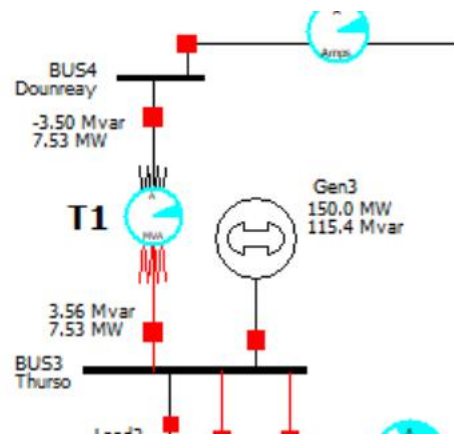 A
Amps
BUS4
Dounreay
-3.50 Mvar
7.53 MW
A
MVA
T1
Gen3
150.0 MW
115.4 Mvar
3.56 Mvar
7.53 MW
BUS3
Thurso
A